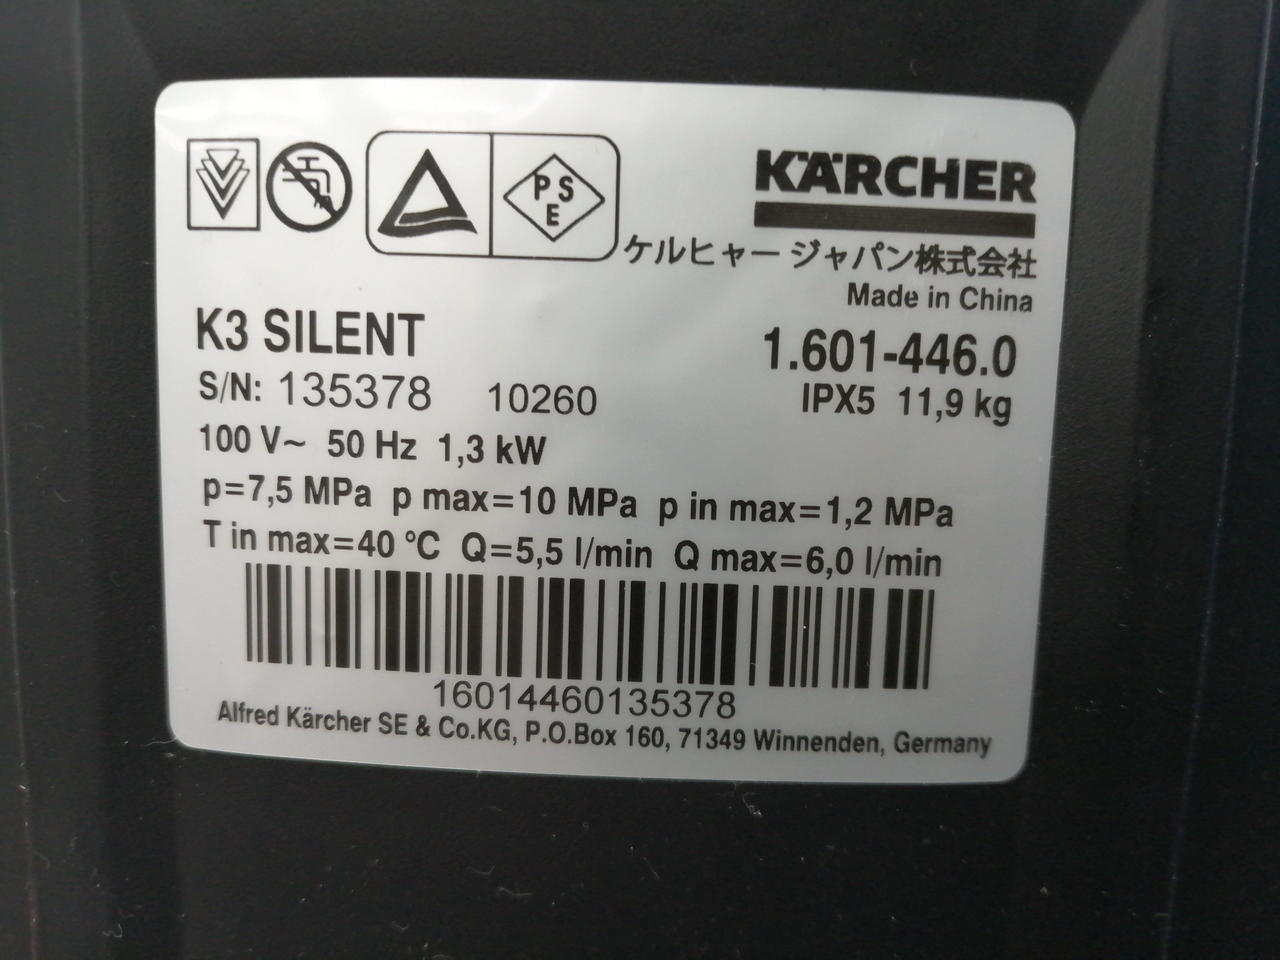 PSE
KÄRCHER
ケルヒャー ジャパン株式会社
Made in China
K3 SILENT
1.601-446.0
S/N: 135378 10260
IPX5 11,9 kg
100 V~ 50 Hz 1,3 kW
p=7,5 MPa p max=10 MPa p in max=1,2 MPa
T in max=40 °C Q=5,5 l/min Q max=6,0 l/min
16014460135378
Alfred Kärcher SE & Co.KG, P.O.Box 160, 71349 Winnenden, Germany